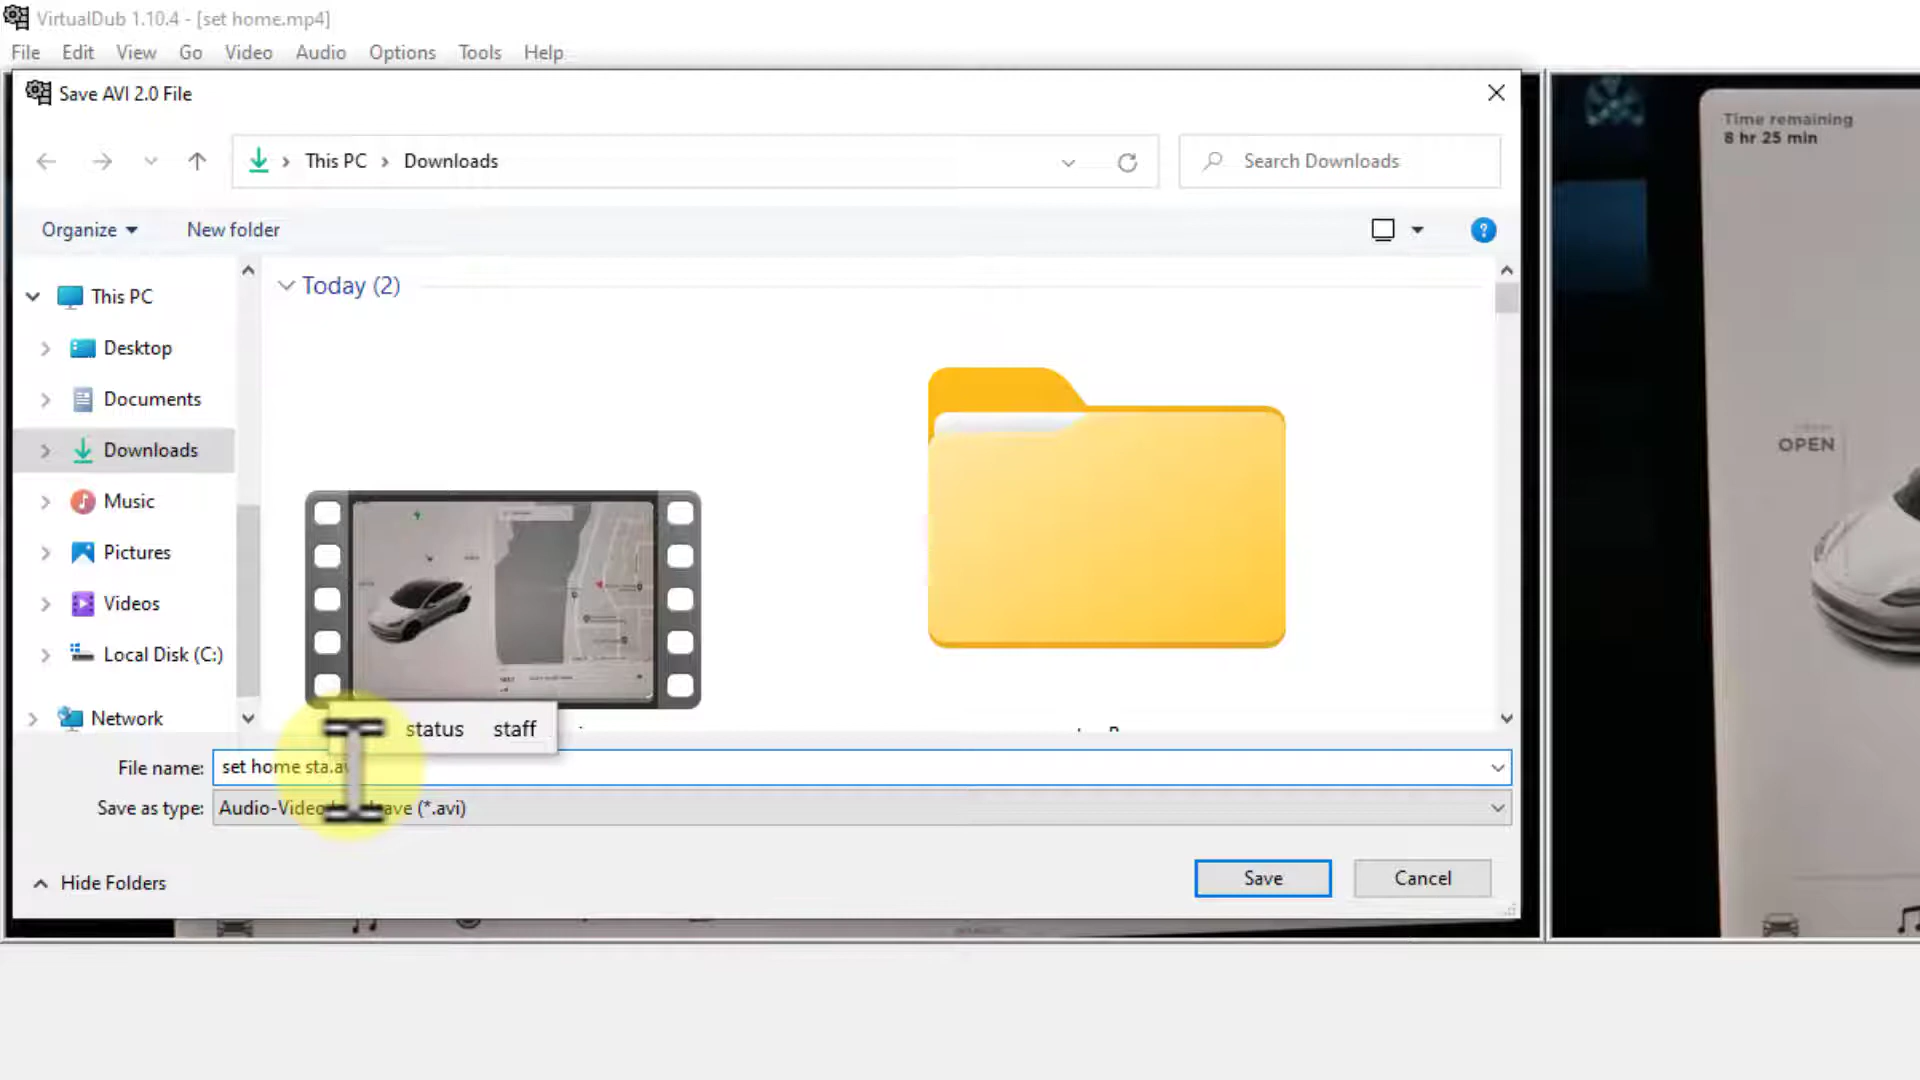 VirtualDub 1.10.4 - [set home.mp4]
File Edit View Go Video Audio Options Tools Help
Save AVI 2.0 File
Time remaining
8 hr 25 min
This PC > Downloads
Search Downloads
Organize
New folder
Today (2)
This PC
Desktop
Documents
OPEN
Downloads
Music
Pictures
Videos
Local Disk (C:)
Network
status staff
File name: set home sta.av
Save as type: Audio-Video (*.avi)
Hide Folders
Save
Cancel